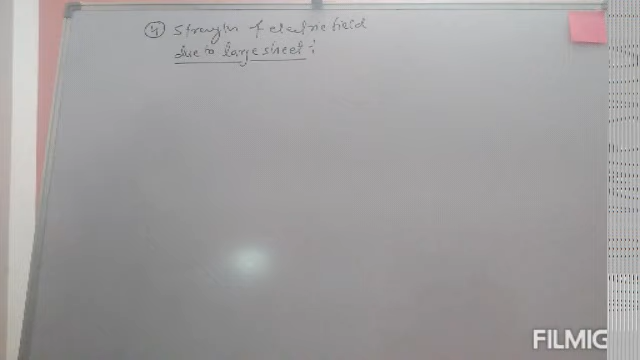 ④ Strength of electric field
due to large sheet :
FILMIG